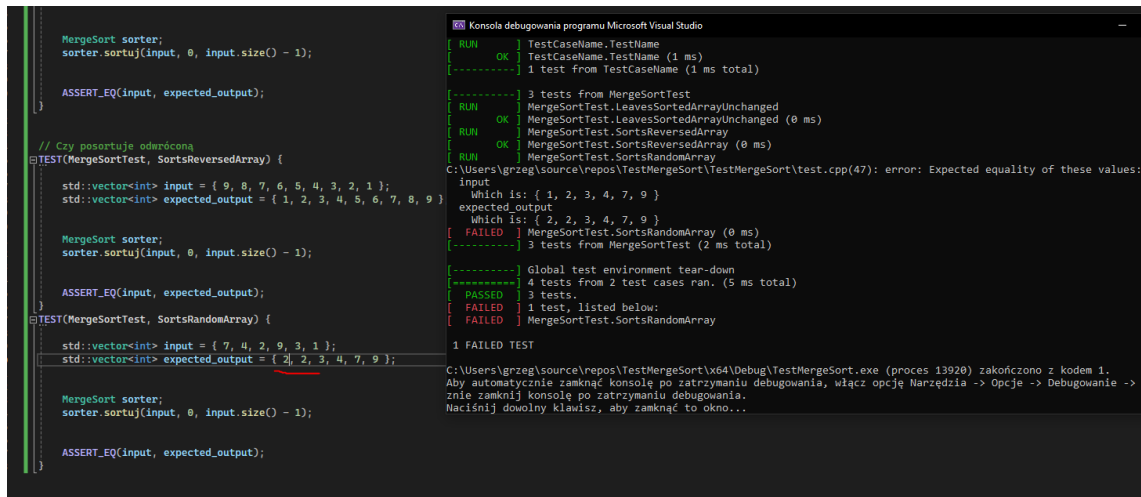 MergeSort sorter;
sorter.sortuj(input, 0, input.size() - 1);
ASSERT_EQ(input, expected_output);
}
// Czy posortuje odwróconą
TEST(MergeSortTest, SortsReversedArray) {
std::vector<int> input = { 9, 8, 7, 6, 5, 4, 3, 2, 1 };
std::vector<int> expected_output = { 1, 2, 3, 4, 5, 6, 7, 8, 9 }
MergeSort sorter;
sorter.sortuj(input, 0, input.size() - 1);
ASSERT_EQ(input, expected_output);
}
TEST(MergeSortTest, SortsRandomArray) {
std::vector<int> input = { 7, 4, 2, 9, 3, 1 };
std::vector<int> expected_output = { 2, 2, 3, 4, 7, 9 };
MergeSort sorter;
sorter.sortuj(input, 0, input.size() - 1);
ASSERT_EQ(input, expected_output);
}
Konsola debugowania programu Microsoft Visual Studio
[ RUN      ] TestCaseName.TestName
[       OK ] TestCaseName.TestName (1 ms)
[----------] 1 test from TestCaseName (1 ms total)
[----------] 3 tests from MergeSortTest
[ RUN      ] MergeSortTest.LeavesSortedArrayUnchanged
[       OK ] MergeSortTest.LeavesSortedArrayUnchanged (0 ms)
[ RUN      ] MergeSortTest.SortsReversedArray
[       OK ] MergeSortTest.SortsReversedArray (0 ms)
[ RUN      ] MergeSortTest.SortsRandomArray
C:\Users\grzeg\source\repos\TestMergeSort\TestMergeSort\test.cpp(47): error: Expected equality of these values:
input
Which is: { 1, 2, 3, 4, 7, 9 }
expected_output
Which is: { 2, 2, 3, 4, 7, 9 }
[  FAILED  ] MergeSortTest.SortsRandomArray (0 ms)
[----------] 3 tests from MergeSortTest (2 ms total)
[----------] Global test environment tear-down
[==========] 4 tests from 2 test cases ran. (5 ms total)
[  PASSED  ] 3 tests.
[  FAILED  ] 1 test, listed below:
[  FAILED  ] MergeSortTest.SortsRandomArray
1 FAILED TEST
C:\Users\grzeg\source\repos\TestMergeSort\x64\Debug\TestMergeSort.exe (proces 13920) zakończono z kodem 1.
Aby automatycznie zamknąć konsolę po zatrzymaniu debugowania, włącz opcję Narzędzia -> Opcje -> Debugowanie ->
znie zamknij konsolę po zatrzymaniu debugowania.
Naciśnij dowolny klawisz, aby zamknąć to okno...